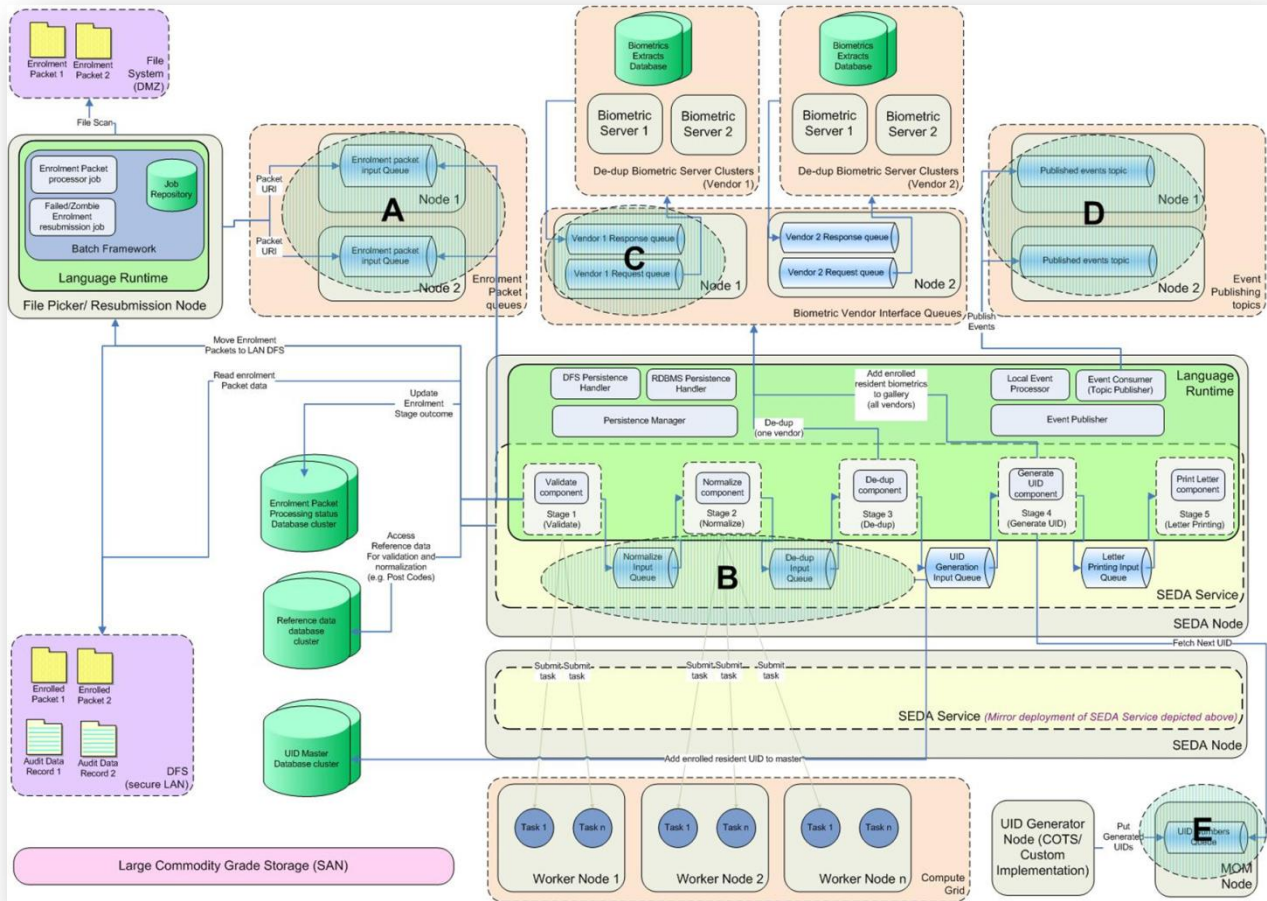 Enrolment
Packet 1
Enrolment
Packet 2
File
System
(DMZ)
File Scan
Enrolment Packet
processor job
Failed/Zombie
Enrolment
resubmission job
Job
Repository
Batch Framework
Language Runtime
File Picker/ Resubmission Node
Packet
URI
Packet
URI
Enrolment packet
input Queue
Node 1
A
Enrolment packet
input Queue
Node 2
Enrolment
Packet
queues
Biometrics
Extracts
Database
Biometric
Server 1
Biometric
Server 2
De-dup Biometric Server Clusters
(Vendor 1)
Biometrics
Extracts
Database
Biometric
Server 1
Biometric
Server 2
De-dup Biometric Server Clusters
(Vendor 2)
Vendor 1 Response queue
C
Vendor 1 Request queue
Node 1
Vendor 2 Response queue
Vendor 2 Request queue
Node 2
Biometric Vendor Interface Queues
Published events topic
Node 1
D
Published events topic
Node 2
Event
Publishing
topics
Publish
Events
Move Enrolment
Packets to LAN DFS
Read enrolment
Packet data
Update
Enrolment
Stage outcome
DFS Persistence
Handler
RDBMS Persistence
Handler
Persistence Manager
Add enrolled
resident biometrics
to gallery
(all vendors)
De-dup
(one vendor)
Local Event
Processor
Event Consumer
(Topic Publisher)
Event Publisher
Language
Runtime
Validate
component
Stage 1
(Validate)
Normalize
component
Stage 2
(Normalize)
De-dup
component
Stage 3
(De-dup)
Generate
UID
component
Stage 4
(Generate UID)
Print Letter
component
Stage 5
(Letter Printing)
Normalize
Input
Queue
B
De-dup
Input
Queue
UID
Generation
Input Queue
Letter
Printing Input
Queue
SEDA Service
SEDA Node
Enrolment Packet
Processing status
Database cluster
Access
Reference data
For validation and
normalization
(e.g. Post Codes)
Reference data
database
cluster
UID Master
Database cluster
Fetch Next UID
Submit
task
Submit
task
Submit
task
Submit
task
Submit
task
SEDA Service (Mirror deployment of SEDA Service depicted above)
SEDA Node
Add enrolled resident UID to master
Enrolled
Packet 1
Enrolled
Packet 2
Audit Data
Record 1
Audit Data
Record 2
DFS
(secure LAN)
Large Commodity Grade Storage (SAN)
Task 1
Task n
Worker Node 1
Task 1
Task n
Worker Node 2
Task 1
Task n
Worker Node n
Compute
Grid
UID Generator
Node (COTS/
Custom
Implementation)
Put
Generated
UIDs
UID Numbers
Queue
E
MOM
Node